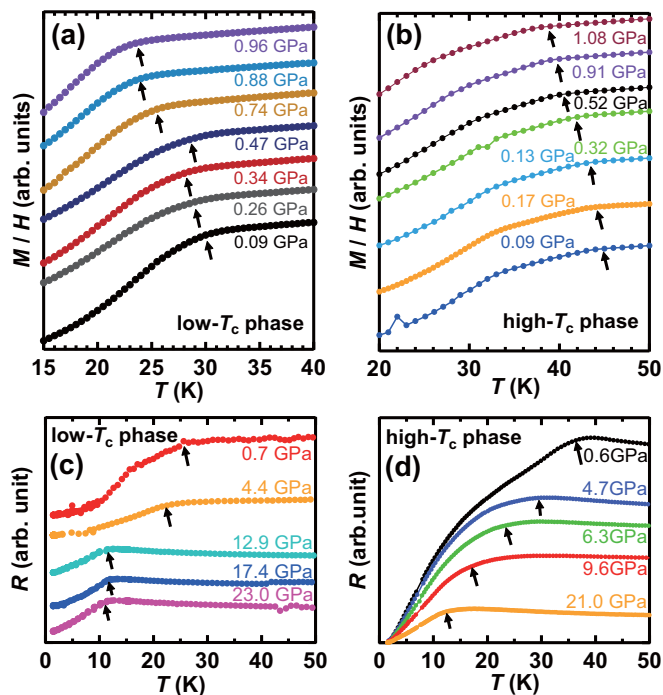 (a)
0.96 GPa
0.88 GPa
0.74 GPa
0.47 GPa
0.34 GPa
0.26 GPa
0.09 GPa
low-Tc phase
M / H (arb. units)
15 20 25 30 35 40
T (K)
(b)
1.08 GPa
0.91 GPa
0.52 GPa
0.32 GPa
0.13 GPa
0.17 GPa
0.09 GPa
high-Tc phase
M / H (arb. units)
20 30 40 50
T (K)
low-Tc phase
(c)
0.7 GPa
4.4 GPa
12.9 GPa
17.4 GPa
23.0 GPa
R (arb. unit)
0 10 20 30 40 50
T (K)
high-Tc phase
(d)
0.6GPa
4.7GPa
6.3GPa
9.6GPa
21.0 GPa
R (arb. unit)
0 10 20 30 40 50
T (K)